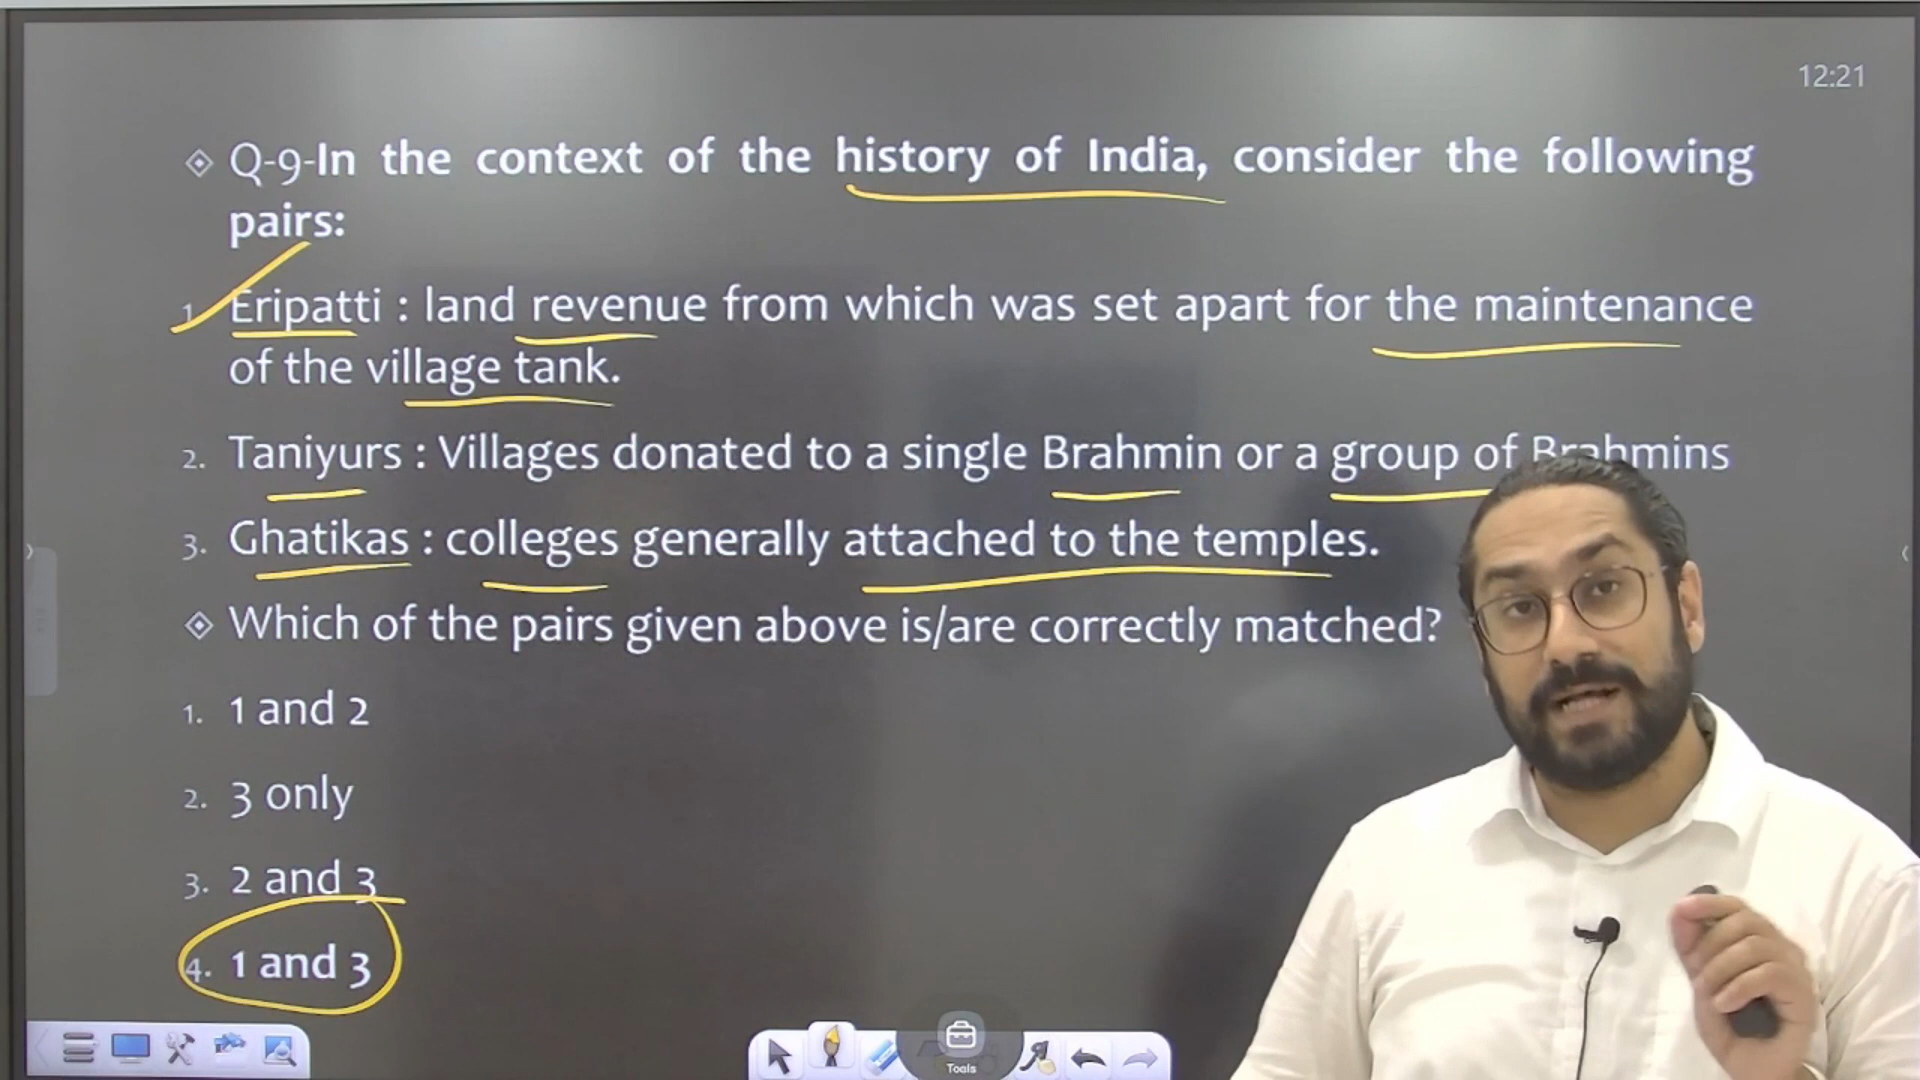 12:21
Q-9-In the context of the history of India, consider the following
pairs:
1. Eripatti : land revenue from which was set apart for the maintenance
of the village tank.
2. Taniyurs : Villages donated to a single Brahmin or a group of Brahmins
3. Ghatikas : colleges generally attached to the temples.
Which of the pairs given above is/are correctly matched?
1. 1 and 2
2. 3 only
3. 2 and 3
4. 1 and 3
Tools